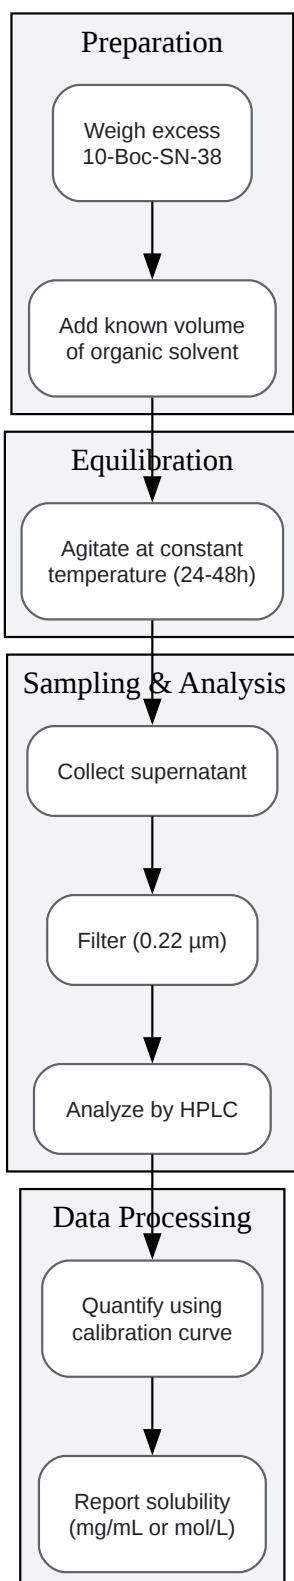 Preparation
Weigh excess
10-Boc-SN-38
Add known volume
of organic solvent
Equilibration
Agitate at constant
temperature (24-48h)
Sampling & Analysis
Collect supernatant
Filter (0.22 µm)
Analyze by HPLC
Data Processing
Quantify using
calibration curve
Report solubility
(mg/mL or mol/L)